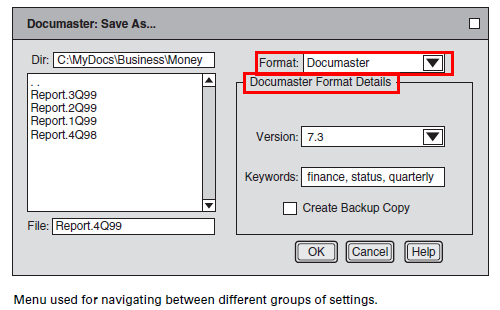 Documaster: Save As...
Dir: C:\MyDocs\Business\Money
. .
Report.3Q99
Report.2Q99
Report.1Q99
Report.4Q98
File: Report.4Q99
Format: Documaster
Documaster Format Details
Version: 7.3
Keywords: finance, status, quarterly
Create Backup Copy
OK Cancel Help
Menu used for navigating between different groups of settings.